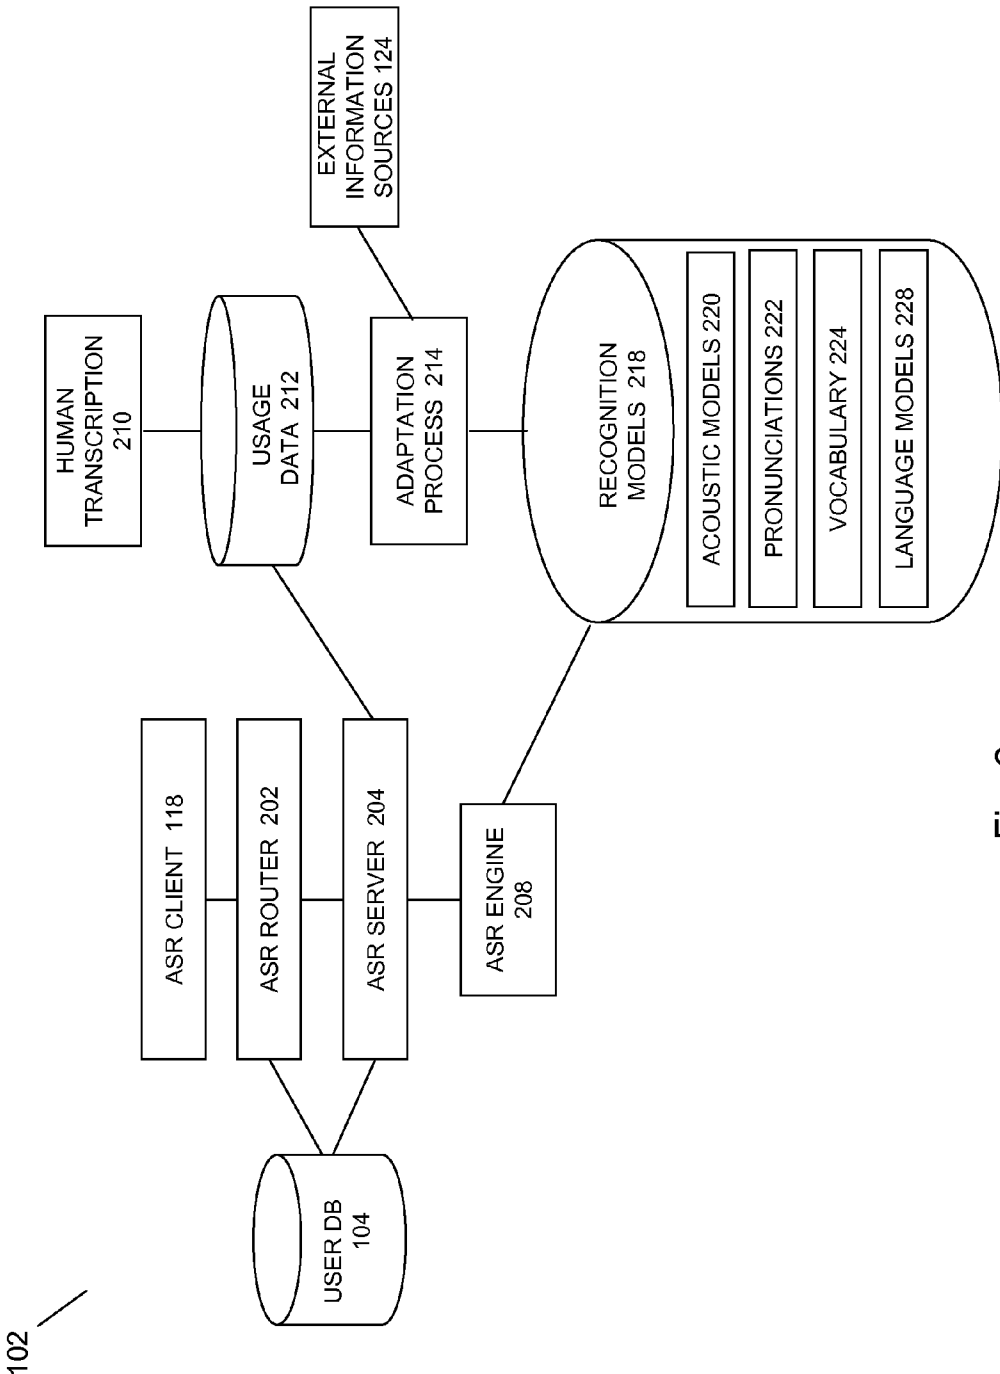 102
USER DB
104
ASR CLIENT 118
ASR ROUTER 202
ASR SERVER 204
ASR ENGINE
208
HUMAN
TRANSCRIPTION
210
USAGE
DATA 212
ADAPTATION
PROCESS 214
EXTERNAL
INFORMATION
SOURCES 124
RECOGNITION
MODELS 218
ACOUSTIC MODELS 220
PRONUNCIATIONS 222
VOCABULARY 224
LANGUAGE MODELS 228